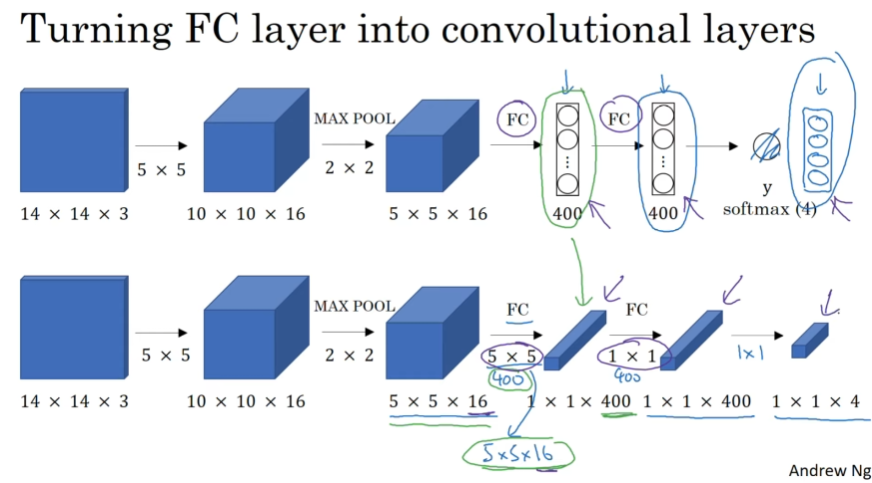 Turning FC layer into convolutional layers
MAX POOL
FC
FC
5 × 5
2 × 2
⋮
⋮
y
14 × 14 × 3
10 × 10 × 16
5 × 5 × 16
400
400
softmax (4)
MAX POOL
FC
FC
5 × 5
2 × 2
5 × 5
1 × 1
1×1
400
400
14 × 14 × 3
10 × 10 × 16
5 × 5 × 16
1 × 1 × 400
1 × 1 × 400
1 × 1 × 4
5×5×16
Andrew Ng